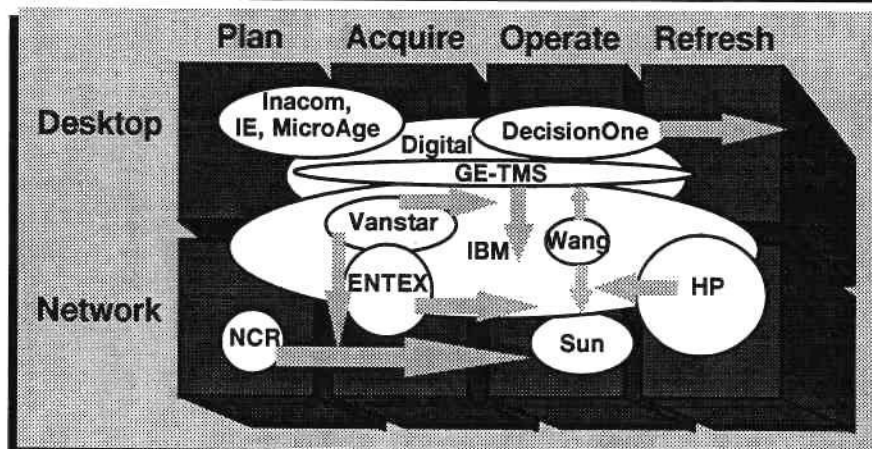 Plan Acquire Operate Refresh
Desktop
Inacom,
IE, MicroAge
Digital
DecisionOne
GE-TMS
Vanstar
IBM
Wang
Network
ENTEX
HP
NCR
Sun